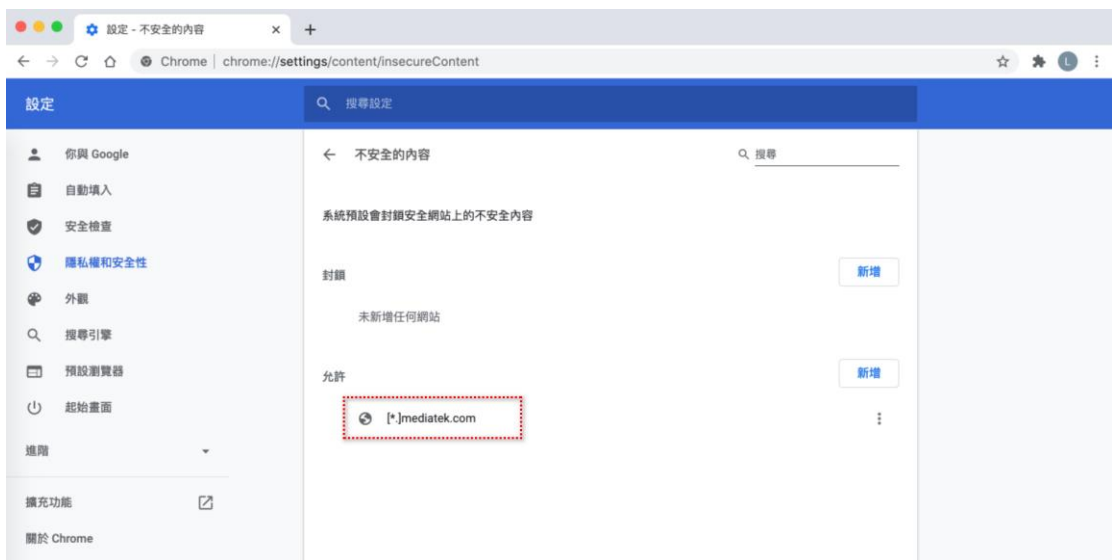 設定 - 不安全的內容
Chrome | chrome://settings/content/insecureContent
L
設定
搜尋設定
你與 Google
自動填入
安全檢查
隱私權和安全性
外觀
搜尋引擎
預設瀏覽器
起始畫面
進階
擴充功能
關於 Chrome
不安全的內容
搜尋
系統預設會封鎖安全網站上的不安全內容
封鎖
新增
未新增任何網站
允許
新增
[*.]mediatek.com